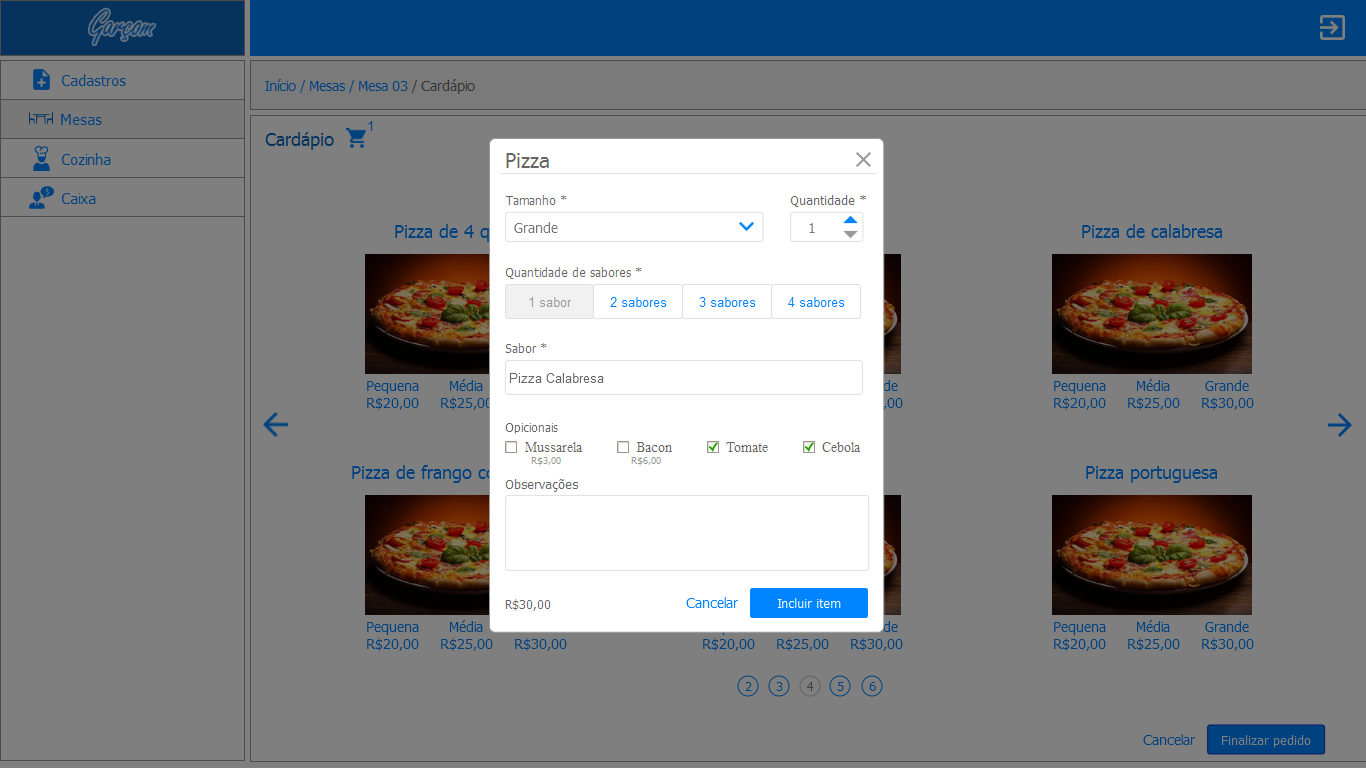 Garçom
Cadastros
Mesas
Cozinha
Caixa
Início / Mesas / Mesa 03 / Cardápio
Cardápio 1
Pizza de 4 q
Pizza de calabresa
Pequena Média
R$20,00 R$25,00
de
,00
Pequena Média Grande
R$20,00 R$25,00 R$30,00
Pizza
Tamanho * Quantidade *
Grande 1
Quantidade de sabores *
1 sabor 2 sabores 3 sabores 4 sabores
Sabor *
Pizza Calabresa
Opicionais
Mussarela Bacon Tomate Cebola
R$3,00 R$6,00
Observações
R$30,00 Cancelar Incluir item
Pizza de frango co
Pizza portuguesa
Pequena Média
R$20,00 R$25,00 R$30,00
de
R$20,00 R$25,00 R$30,00
Pequena Média Grande
R$20,00 R$25,00 R$30,00
2 3 4 5 6
Cancelar Finalizar pedido